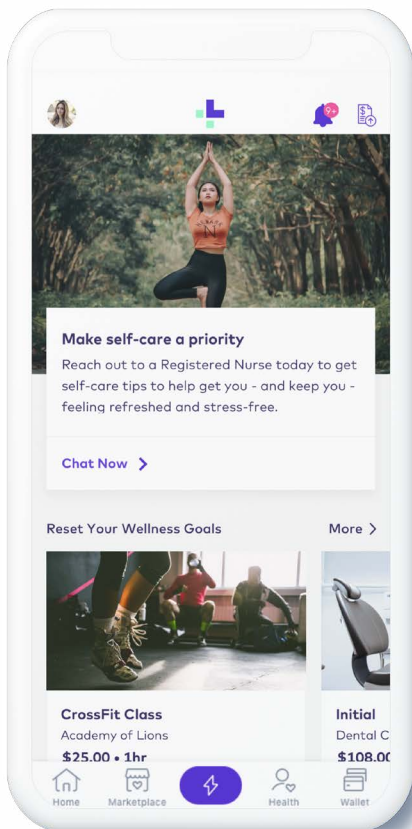 9+
$
N
Make self-care a priority
Reach out to a Registered Nurse today to get
self-care tips to help get you - and keep you -
feeling refreshed and stress-free.
Chat Now >
Reset Your Wellness Goals
More >
CrossFit Class
Academy of Lions
$25.00 • 1hr
Initial
Dental C
$108.00
Home
Marketplace
Health
Wallet